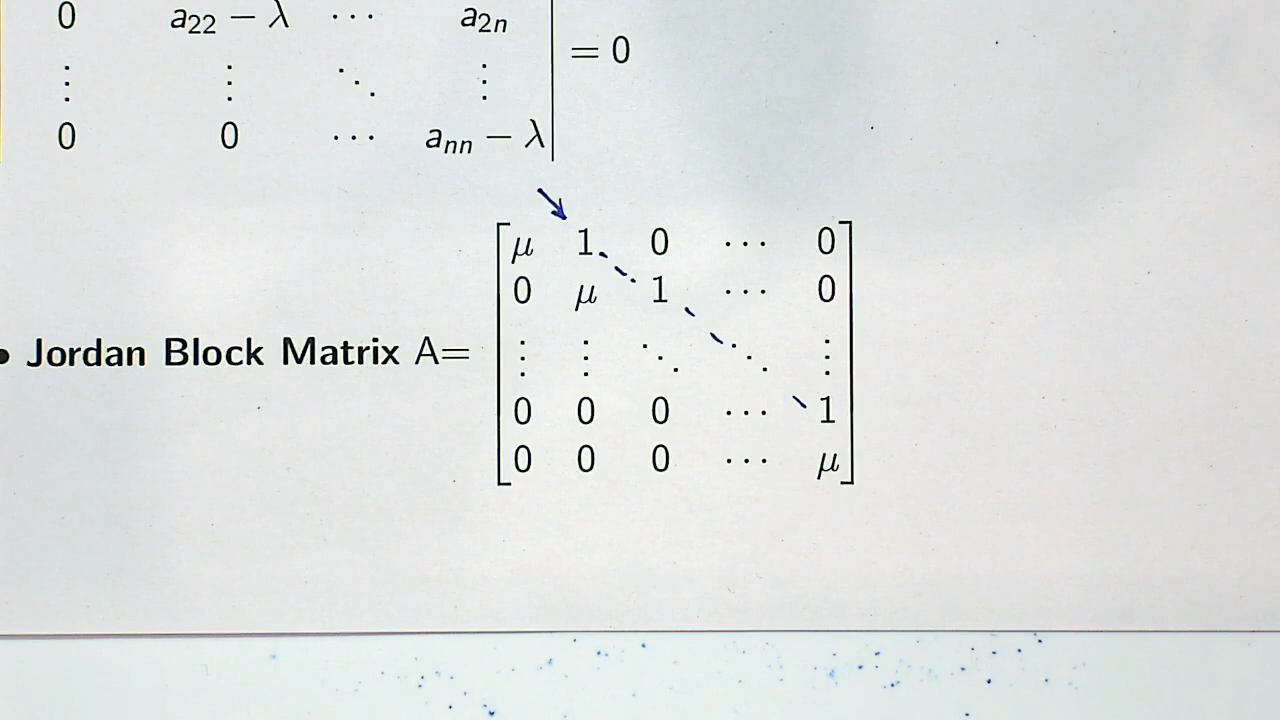 0 a₂₂ − λ ⋯ a₂ₙ
= 0
⋮ ⋮ ⋱ ⋮
0 0 ⋯ aₙₙ − λ
μ 1 0 ⋯ 0
0 μ 1 ⋯ 0
• Jordan Block Matrix A=
⋮ ⋮ ⋱ ⋱ ⋮
0 0 0 ⋯ 1
0 0 0 ⋯ μ